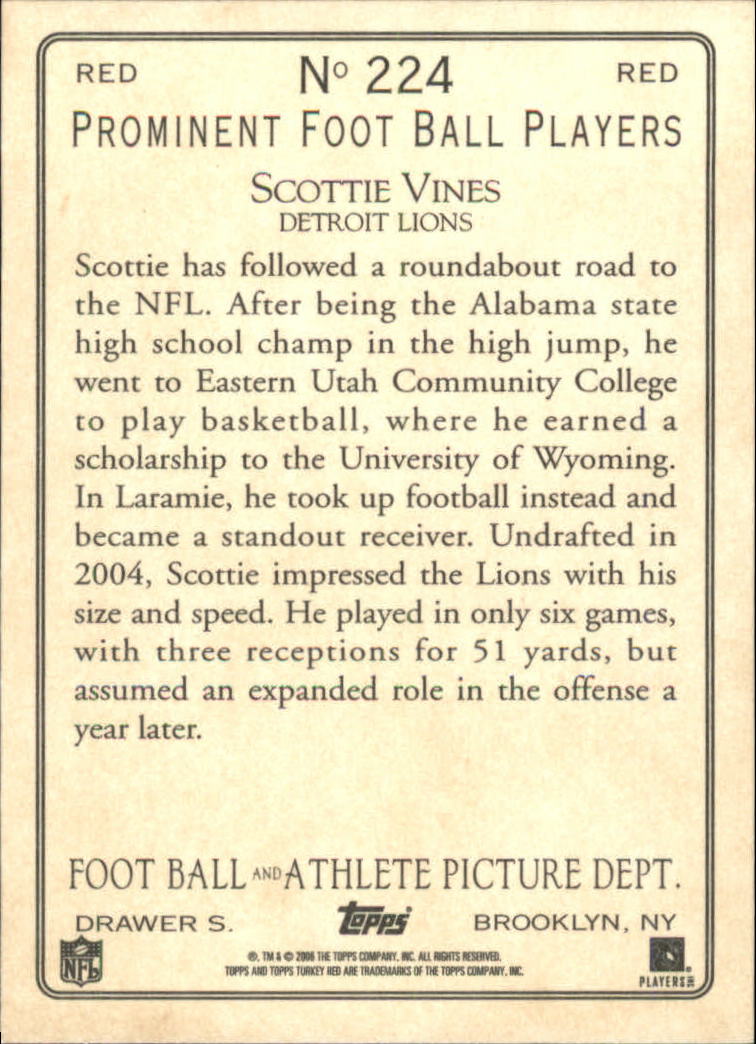 RED Nº 224 RED
PROMINENT FOOT BALL PLAYERS
SCOTTIE VINES
DETROIT LIONS
Scottie has followed a roundabout road to
the NFL. After being the Alabama state
high school champ in the high jump, he
went to Eastern Utah Community College
to play basketball, where he earned a
scholarship to the University of Wyoming.
In Laramie, he took up football instead and
became a standout receiver. Undrafted in
2004, Scottie impressed the Lions with his
size and speed. He played in only six games,
with three receptions for 51 yards, but
assumed an expanded role in the offense a
year later.
FOOT BALL AND ATHLETE PICTURE DEPT.
DRAWER S. topps BROOKLYN, NY
®, TM & © 2006 THE TOPPS COMPANY, INC. ALL RIGHTS RESERVED.
TOPPS AND TOPPS TURKEY RED ARE TRADEMARKS OF THE TOPPS COMPANY, INC.
NFL
PLAYERS INC